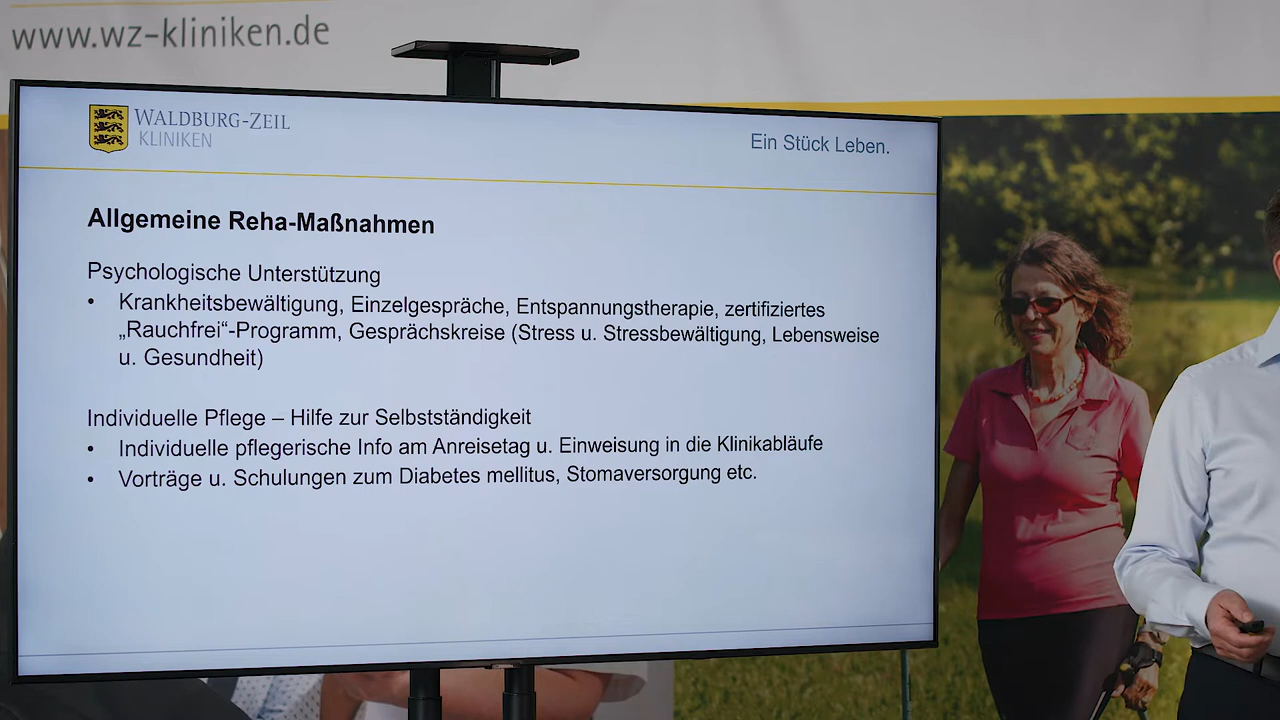 www.wz-kliniken.de
WALDBURG-ZEIL
KLINIKEN
Ein Stück Leben.
Allgemeine Reha-Maßnahmen
Psychologische Unterstützung
• Krankheitsbewältigung, Einzelgespräche, Entspannungstherapie, zertifiziertes
„Rauchfrei“-Programm, Gesprächskreise (Stress u. Stressbewältigung, Lebensweise
u. Gesundheit)
Individuelle Pflege – Hilfe zur Selbstständigkeit
• Individuelle pflegerische Info am Anreisetag u. Einweisung in die Klinikabläufe
• Vorträge u. Schulungen zum Diabetes mellitus, Stomaversorgung etc.